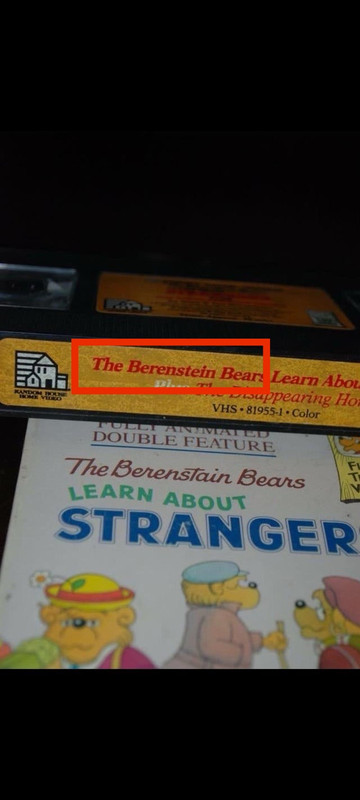 RANDOM HOUSE
HOME VIDEO
The Berenstein Bears Learn Abou
Plus The Disappearing Ho
VHS • 81955-1 • Color
FULLY ANIMATED
DOUBLE FEATURE
The Berenstain Bears
LEARN ABOUT
STRANGER